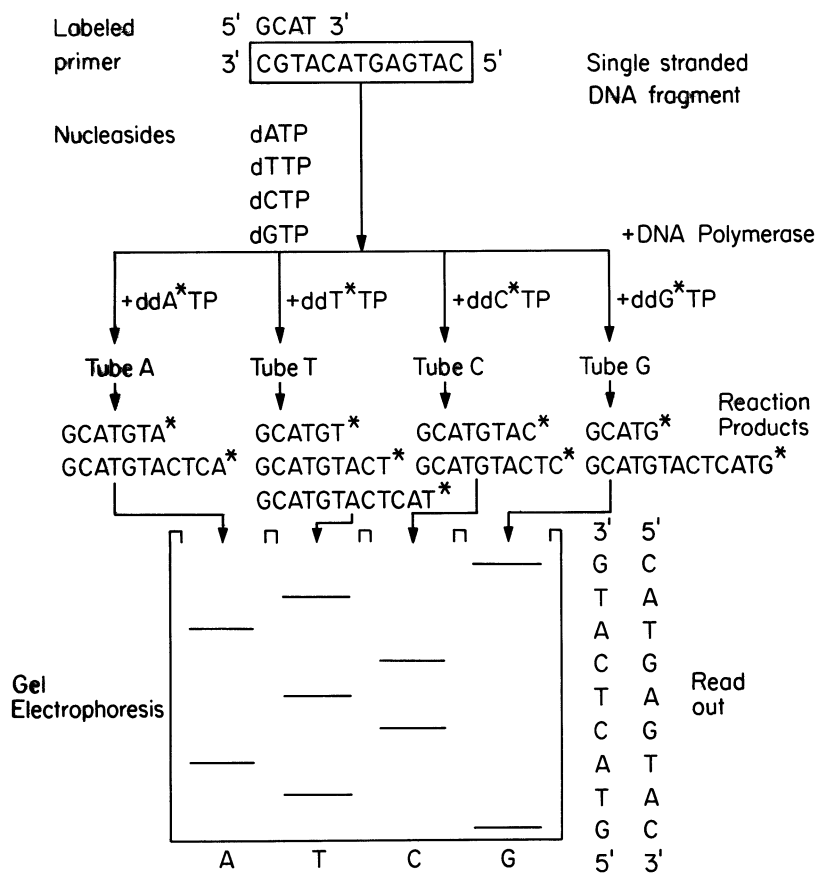 Labeled 5' GCAT 3'
primer 3' CGTACATGAGTAC 5' Single stranded
DNA fragment
Nucleasides dATP
dTTP
dCTP
dGTP +DNA Polymerase
+ddA*TP +ddT*TP +ddC*TP +ddG*TP
Tube A Tube T Tube C Tube G
Reaction
Products
GCATGTA* GCATGT* GCATGTAC* GCATG*
GCATGTACTCA* GCATGTACT* GCATGTACTC* GCATGTACTCATG*
GCATGTACTCAT*
3' 5'
G C
T A
A T
C G
Gel
Electrophoresis
T A
Read
out
C G
A T
T A
G C
A T C G 5' 3'